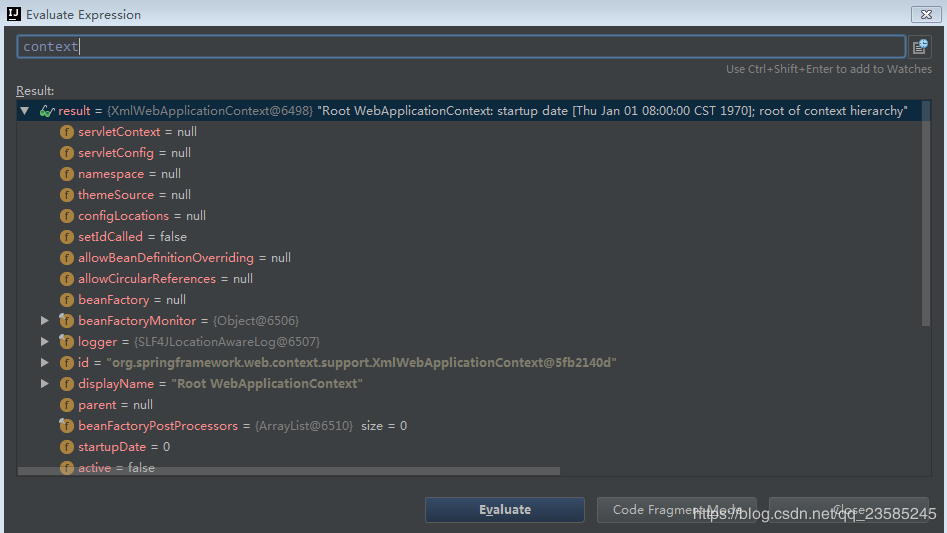 Evaluate Expression
context
Use Ctrl+Shift+Enter to add to Watches
Result:
result = {XmlWebApplicationContext@6498} "Root WebApplicationContext: startup date [Thu Jan 01 08:00:00 CST 1970]; root of context hierarchy"
servletContext = null
servletConfig = null
namespace = null
themeSource = null
configLocations = null
setIdCalled = false
allowBeanDefinitionOverriding = null
allowCircularReferences = null
beanFactory = null
beanFactoryMonitor = {Object@6506}
logger = {SLF4JLocationAwareLog@6507}
id = "org.springframework.web.context.support.XmlWebApplicationContext@5fb2140d"
displayName = "Root WebApplicationContext"
parent = null
beanFactoryPostProcessors = {ArrayList@6510} size = 0
startupDate = 0
active = false
Evaluate Code Fragment Mode Close
https://blog.csdn.net/qq_23585245